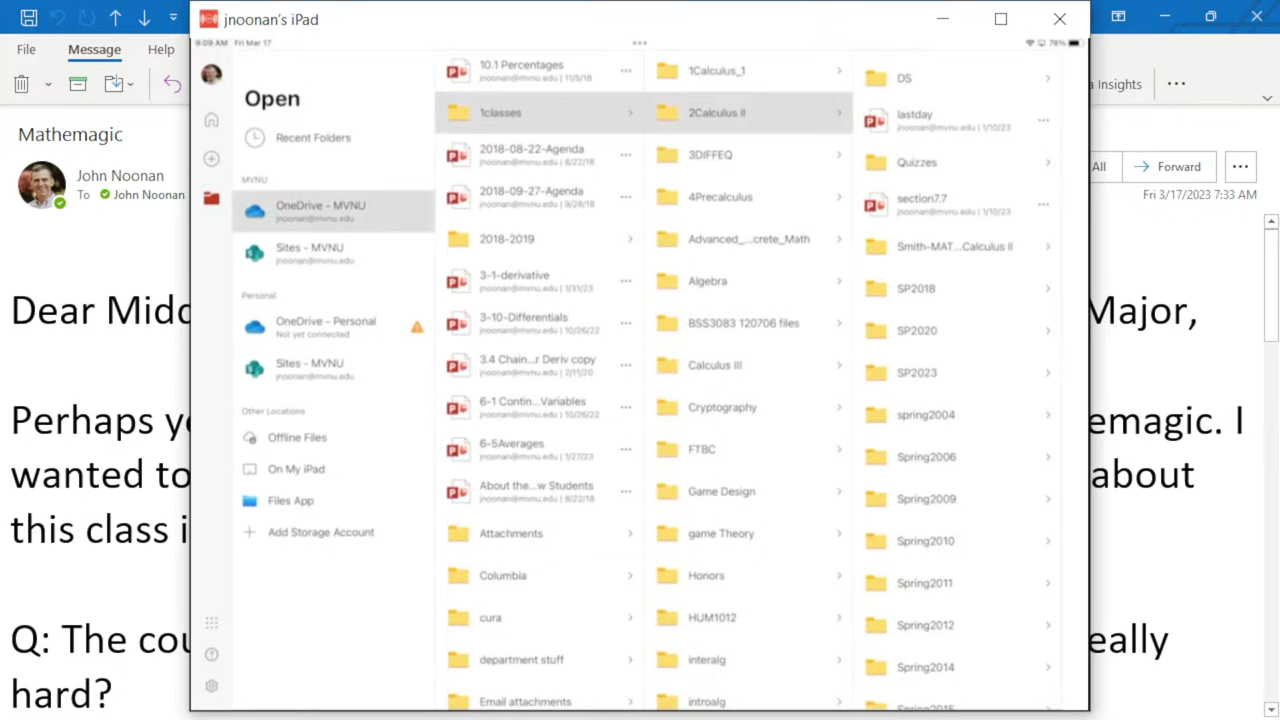 jnoonan's iPad
File
Message
Help
a Insights
Mathemagic
John Noonan
To John Noonan
All
Forward
Fri 3/17/2023 7:33 AM
Dear Midd
Major,
Perhaps yo
emagic. I
wanted to
about
this class i
Q: The cou
eally
hard?
9:09 AM Fri Mar 17
76%
Open
Recent Folders
MVNU
OneDrive - MVNU
jnoonan@mvnu.edu
Sites - MVNU
jnoonan@mvnu.edu
Personal
OneDrive - Personal
Not yet connected
Sites - MVNU
jnoonan@mvnu.edu
Other Locations
Offline Files
On My iPad
Files App
Add Storage Account
10.1 Percentages
jnoonan@mvnu.edu | 11/5/18
1classes
2018-08-22-Agenda
jnoonan@mvnu.edu | 8/22/18
2018-09-27-Agenda
jnoonan@mvnu.edu | 9/28/18
2018-2019
3-1-derivative
jnoonan@mvnu.edu | 1/31/23
3-10-Differentials
jnoonan@mvnu.edu | 10/26/22
3.4 Chain...r Deriv copy
jnoonan@mvnu.edu | 2/11/20
6-1 Contin...Variables
jnoonan@mvnu.edu | 10/26/22
6-5Averages
jnoonan@mvnu.edu | 1/27/23
About the...w Students
jnoonan@mvnu.edu | 8/22/18
Attachments
Columbia
cura
department stuff
Email attachments
1Calculus_1
2Calculus II
3DIFFEQ
4Precalculus
Advanced_...crete_Math
Algebra
BSS3083 120706 files
Calculus III
Cryptography
FTBC
Game Design
game Theory
Honors
HUM1012
interalg
introalg
DS
lastday
jnoonan@mvnu.edu | 1/10/23
Quizzes
section7.7
jnoonan@mvnu.edu | 1/10/23
Smith-MAT...Calculus II
SP2018
SP2020
SP2023
spring2004
Spring2006
Spring2009
Spring2010
Spring2011
Spring2012
Spring2014
Spring2015